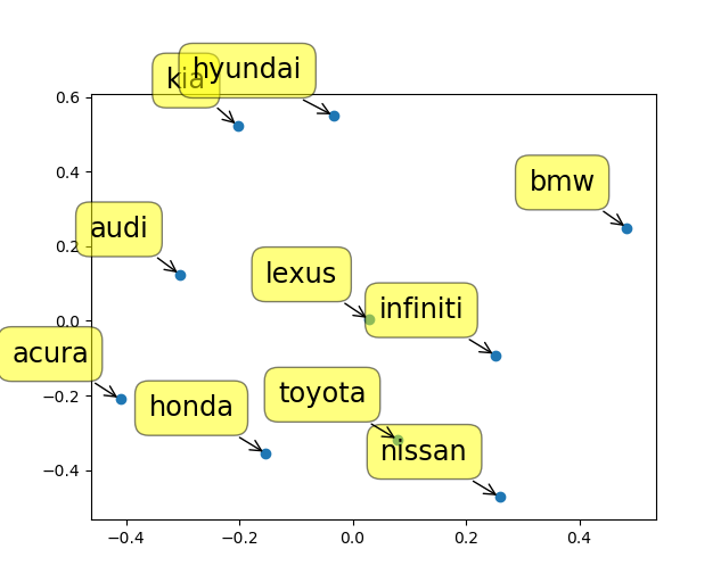 hyundai
kia
0.6
0.4
bmw
audi
0.2
lexus
infiniti
0.0
acura
−0.2
toyota
honda
nissan
−0.4
−0.4
−0.2
0.0
0.2
0.4